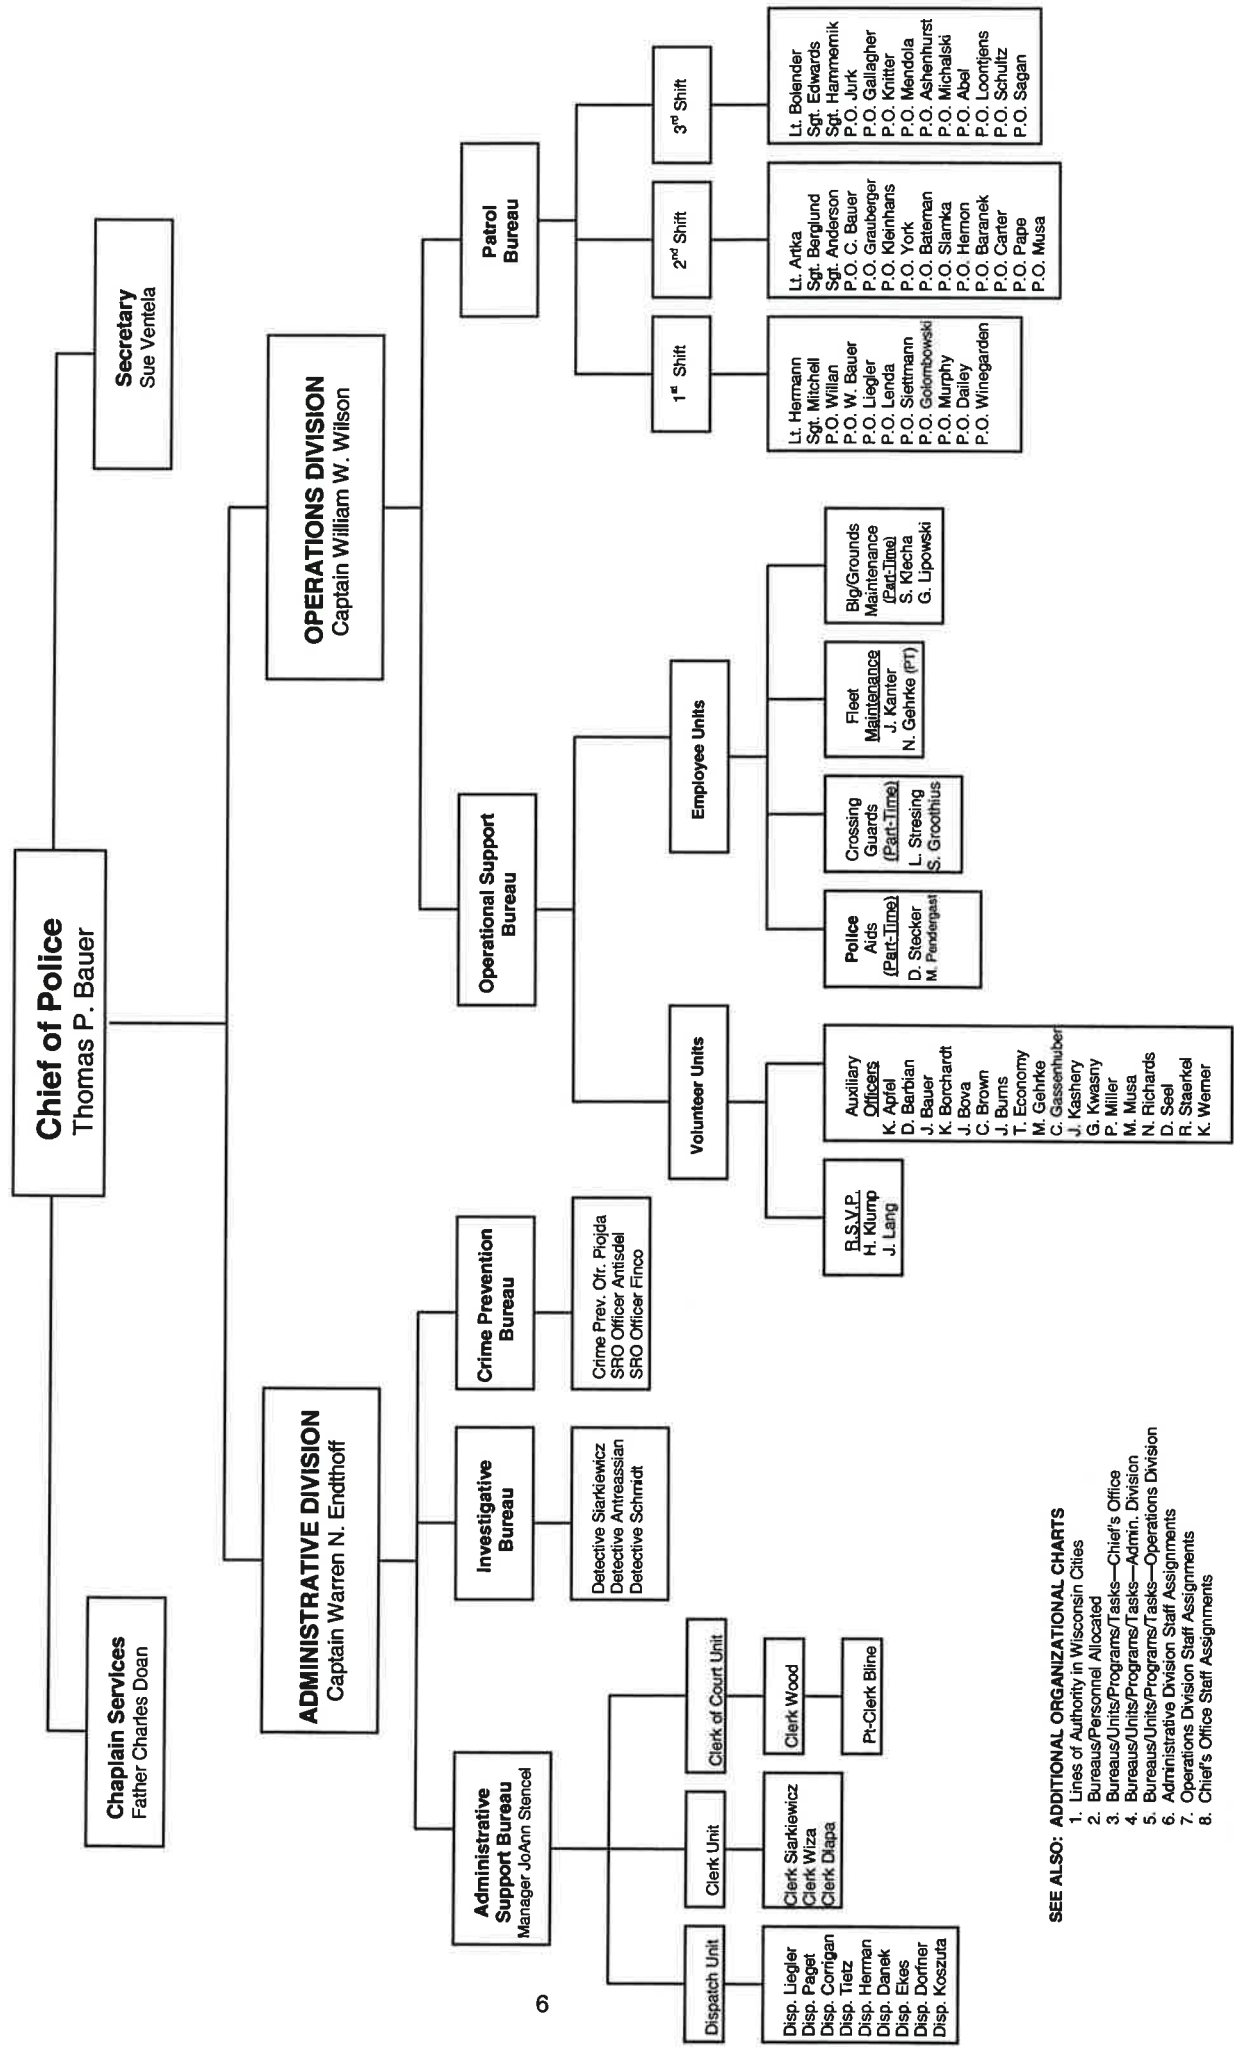 Chief of Police
Thomas P. Bauer
Chaplain Services
Father Charles Doan
Secretary
Sue Ventela
ADMINISTRATIVE DIVISION
Captain Warren N. Endthoff
OPERATIONS DIVISION
Captain William W. Wilson
Administrative
Support Bureau
Manager JoAnn Stencel
Investigative
Bureau
Crime Prevention
Bureau
Operational Support
Bureau
Patrol
Bureau
Detective Siarkiewicz
Detective Antreassian
Detective Schmidt
Crime Prev. Ofr. Piojda
SRO Officer Antisdel
SRO Officer Finco
Dispatch Unit
Clerk Unit
Clerk of Court Unit
Disp. Liegler
Disp. Paget
Disp. Corrigan
Disp. Tietz
Disp. Herman
Disp. Danek
Disp. Ekes
Disp. Dorfner
Disp. Koszuta
Clerk Siarkiewicz
Clerk Wiza
Clerk Dlapa
Clerk Wood
Pt-Clerk Bline
Volunteer Units
Employee Units
R.S.V.P.
H. Klump
J. Lang
Auxiliary
Officers
K. Apfel
D. Barbian
J. Bauer
K. Borchardt
J. Bova
C. Brown
J. Burns
T. Economy
M. Gehrke
C. Gassenhuber
J. Kashery
G. Kwasny
P. Miller
M. Musa
N. Richards
D. Seel
R. Staerkel
K. Werner
Police
Aids
(Part-Time)
D. Stecker
M. Pendergast
Crossing
Guards
(Part-Time)
L. Stresing
S. Groothius
Fleet
Maintenance
J. Kanter
N. Gehrke (PT)
Blg/Grounds
Maintenance
(Part-Time)
S. Klecha
G. Lipowski
1st Shift
2nd Shift
3rd Shift
Lt. Hermann
Sgt. Mitchell
P.O. Willan
P.O. W. Bauer
P.O. Liegler
P.O. Lenda
P.O. Siettmann
P.O. Golombowski
P.O. Murphy
P.O. Dailey
P.O. Winegarden
Lt. Artka
Sgt. Berglund
Sgt. Anderson
P.O. C. Bauer
P.O. Grauberger
P.O. Kleinhans
P.O. York
P.O. Bateman
P.O. Slamka
P.O. Hernon
P.O. Baranek
P.O. Carter
P.O. Pape
P.O. Musa
Lt. Bolender
Sgt. Edwards
Sgt. Hammernik
P.O. Jurk
P.O. Gallagher
P.O. Knitter
P.O. Mendola
P.O. Ashenhurst
P.O. Michalski
P.O. Abel
P.O. Loontjens
P.O. Schultz
P.O. Sagan
SEE ALSO: ADDITIONAL ORGANIZATIONAL CHARTS
1. Lines of Authority in Wisconsin Cities
2. Bureaus/Personnel Allocated
3. Bureaus/Units/Programs/Tasks—Chief's Office
4. Bureaus/Units/Programs/Tasks—Admin. Division
5. Bureaus/Units/Programs/Tasks—Operations Division
6. Administrative Division Staff Assignments
7. Operations Division Staff Assignments
8. Chief's Office Staff Assignments
6